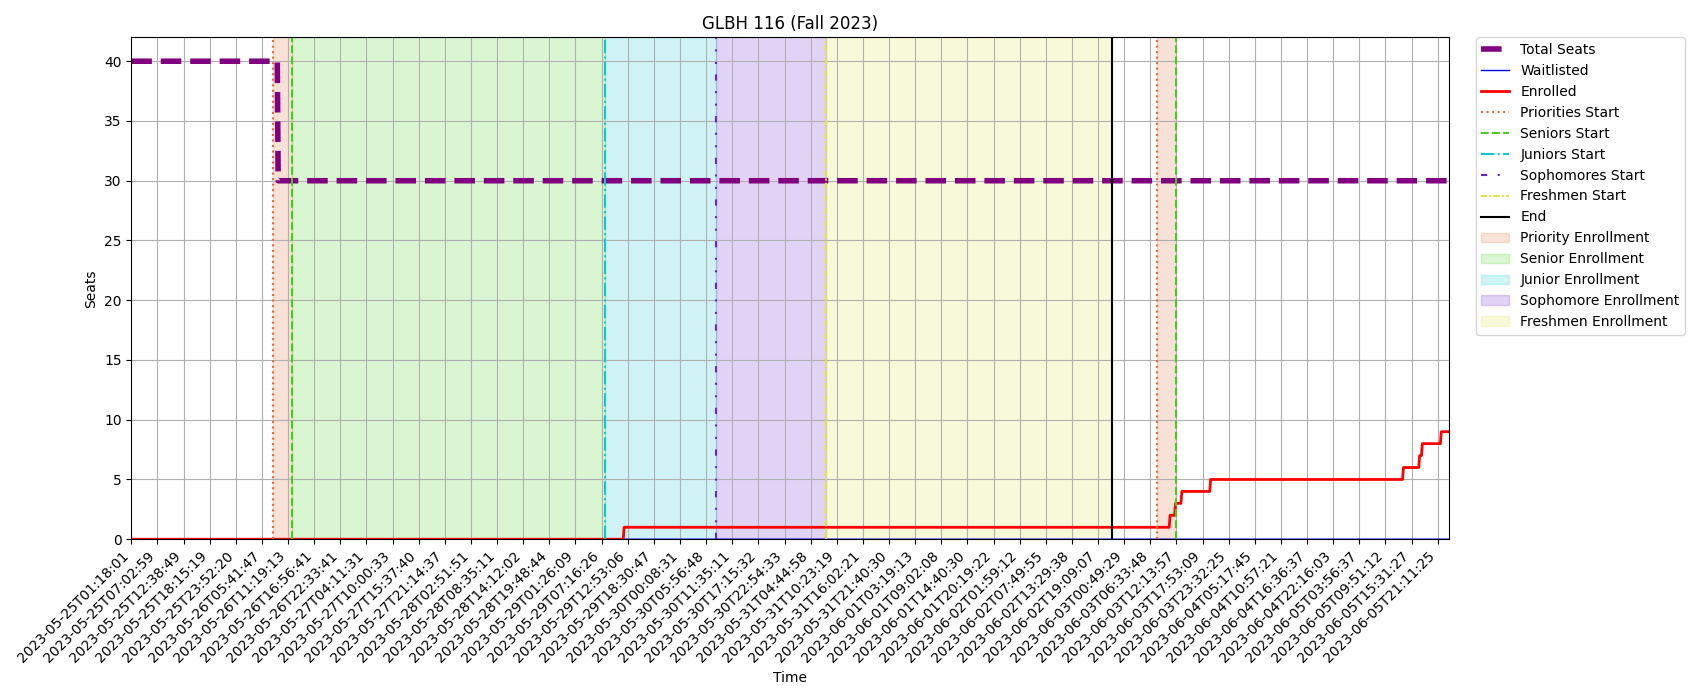 GLBH 116 (Fall 2023)
40
35
30
25
20
15
10
5
0
Seats
2023-05-25T01:18:01
2023-05-25T07:02:59
2023-05-25T12:38:49
2023-05-25T18:15:19
2023-05-25T23:52:20
2023-05-26T05:41:47
2023-05-26T11:19:13
2023-05-26T16:56:41
2023-05-26T22:33:41
2023-05-27T04:11:31
2023-05-27T10:00:33
2023-05-27T15:37:40
2023-05-27T21:14:37
2023-05-28T02:51:51
2023-05-28T08:35:11
2023-05-28T14:12:02
2023-05-28T19:48:44
2023-05-29T01:26:09
2023-05-29T07:16:26
2023-05-29T12:53:06
2023-05-29T18:30:47
2023-05-30T00:08:31
2023-05-30T05:56:48
2023-05-30T11:35:11
2023-05-30T17:15:32
2023-05-30T22:54:33
2023-05-31T04:44:58
2023-05-31T10:23:19
2023-05-31T16:02:21
2023-05-31T21:40:30
2023-06-01T03:19:13
2023-06-01T09:02:08
2023-06-01T14:40:30
2023-06-01T20:19:22
2023-06-02T01:59:12
2023-06-02T07:49:55
2023-06-02T13:29:38
2023-06-02T19:09:07
2023-06-03T00:49:29
2023-06-03T06:33:48
2023-06-03T12:13:57
2023-06-03T17:53:09
2023-06-03T23:32:25
2023-06-04T05:17:45
2023-06-04T10:57:21
2023-06-04T16:36:37
2023-06-04T22:16:03
2023-06-05T03:56:37
2023-06-05T09:51:12
2023-06-05T15:31:27
2023-06-05T21:11:25
Time
Total Seats
Waitlisted
Enrolled
Priorities Start
Seniors Start
Juniors Start
Sophomores Start
Freshmen Start
End
Priority Enrollment
Senior Enrollment
Junior Enrollment
Sophomore Enrollment
Freshmen Enrollment